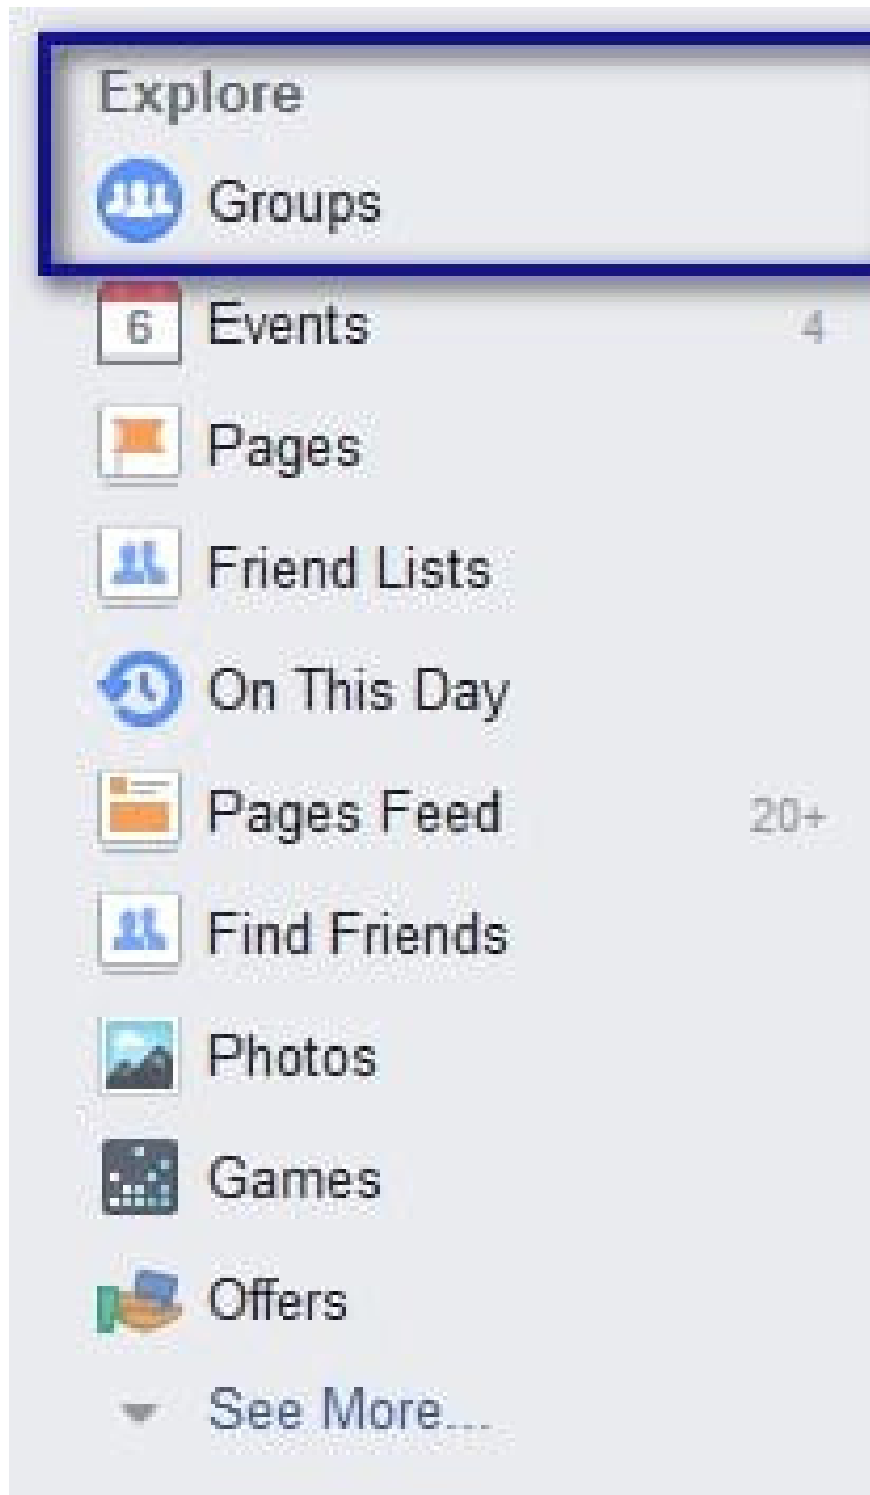 Explore
Groups
6 Events 4
Pages
Friend Lists
On This Day
Pages Feed 20+
Find Friends
Photos
Games
Offers
See More...